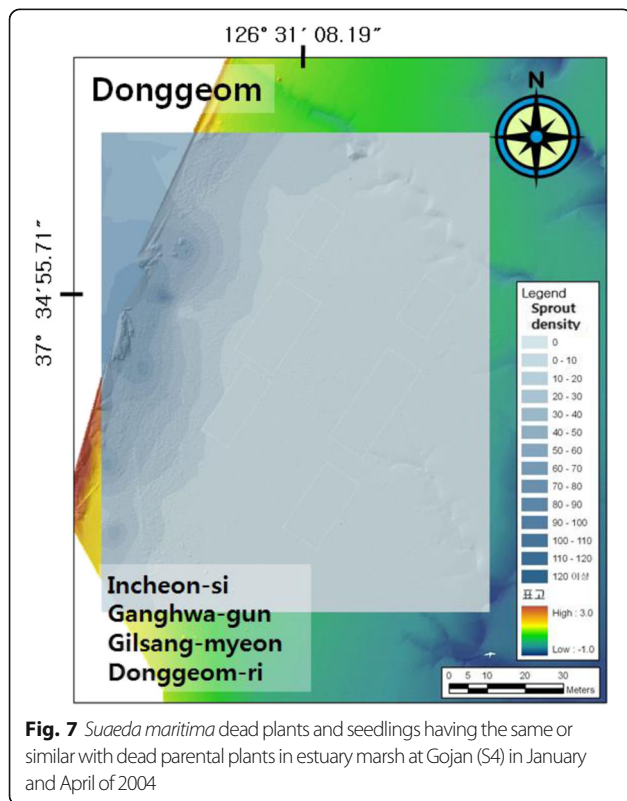 126° 31′ 08.19″
Donggeom
N
37° 34′ 55.71″
Legend
Sprout
density
0
0 - 10
10 - 20
20 - 30
30 - 40
40 - 50
50 - 60
60 - 70
70 - 80
80 - 90
90 - 100
100 - 110
110 - 120
120 이상
표고
High : 3.0
Low : -1.0
Incheon-si
Ganghwa-gun
Gilsang-myeon
Donggeom-ri
0 5 10 20 30
Meters
Fig. 7 Suaeda maritima dead plants and seedlings having the same or
similar with dead parental plants in estuary marsh at Gojan (S4) in January
and April of 2004